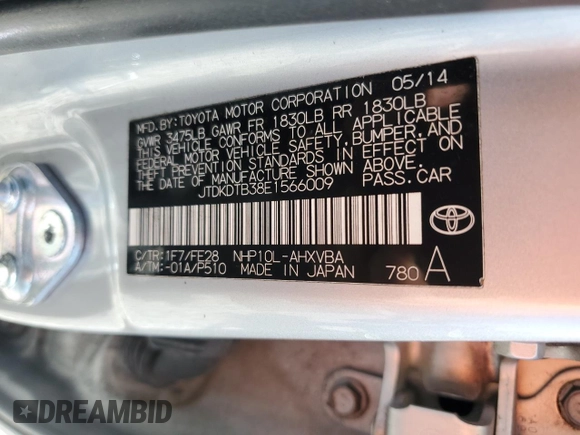 MFD. BY: TOYOTA MOTOR CORPORATION 05/14
GVWR 3475LB GAWR FR 1830LB RR 1830LB
THIS VEHICLE CONFORMS TO ALL APPLICABLE
FEDERAL MOTOR VEHICLE SAFETY, BUMPER, AND
THEFT PREVENTION STANDARDS IN EFFECT ON
THE DATE OF MANUFACTURE SHOWN ABOVE.
JTDKDTB38E1566009 PASS. CAR
C/TR: 1F7/FE28 NHP10L-AHXVBA
A/TM: -01A/P510 MADE IN JAPAN 780 A
DREAMBID